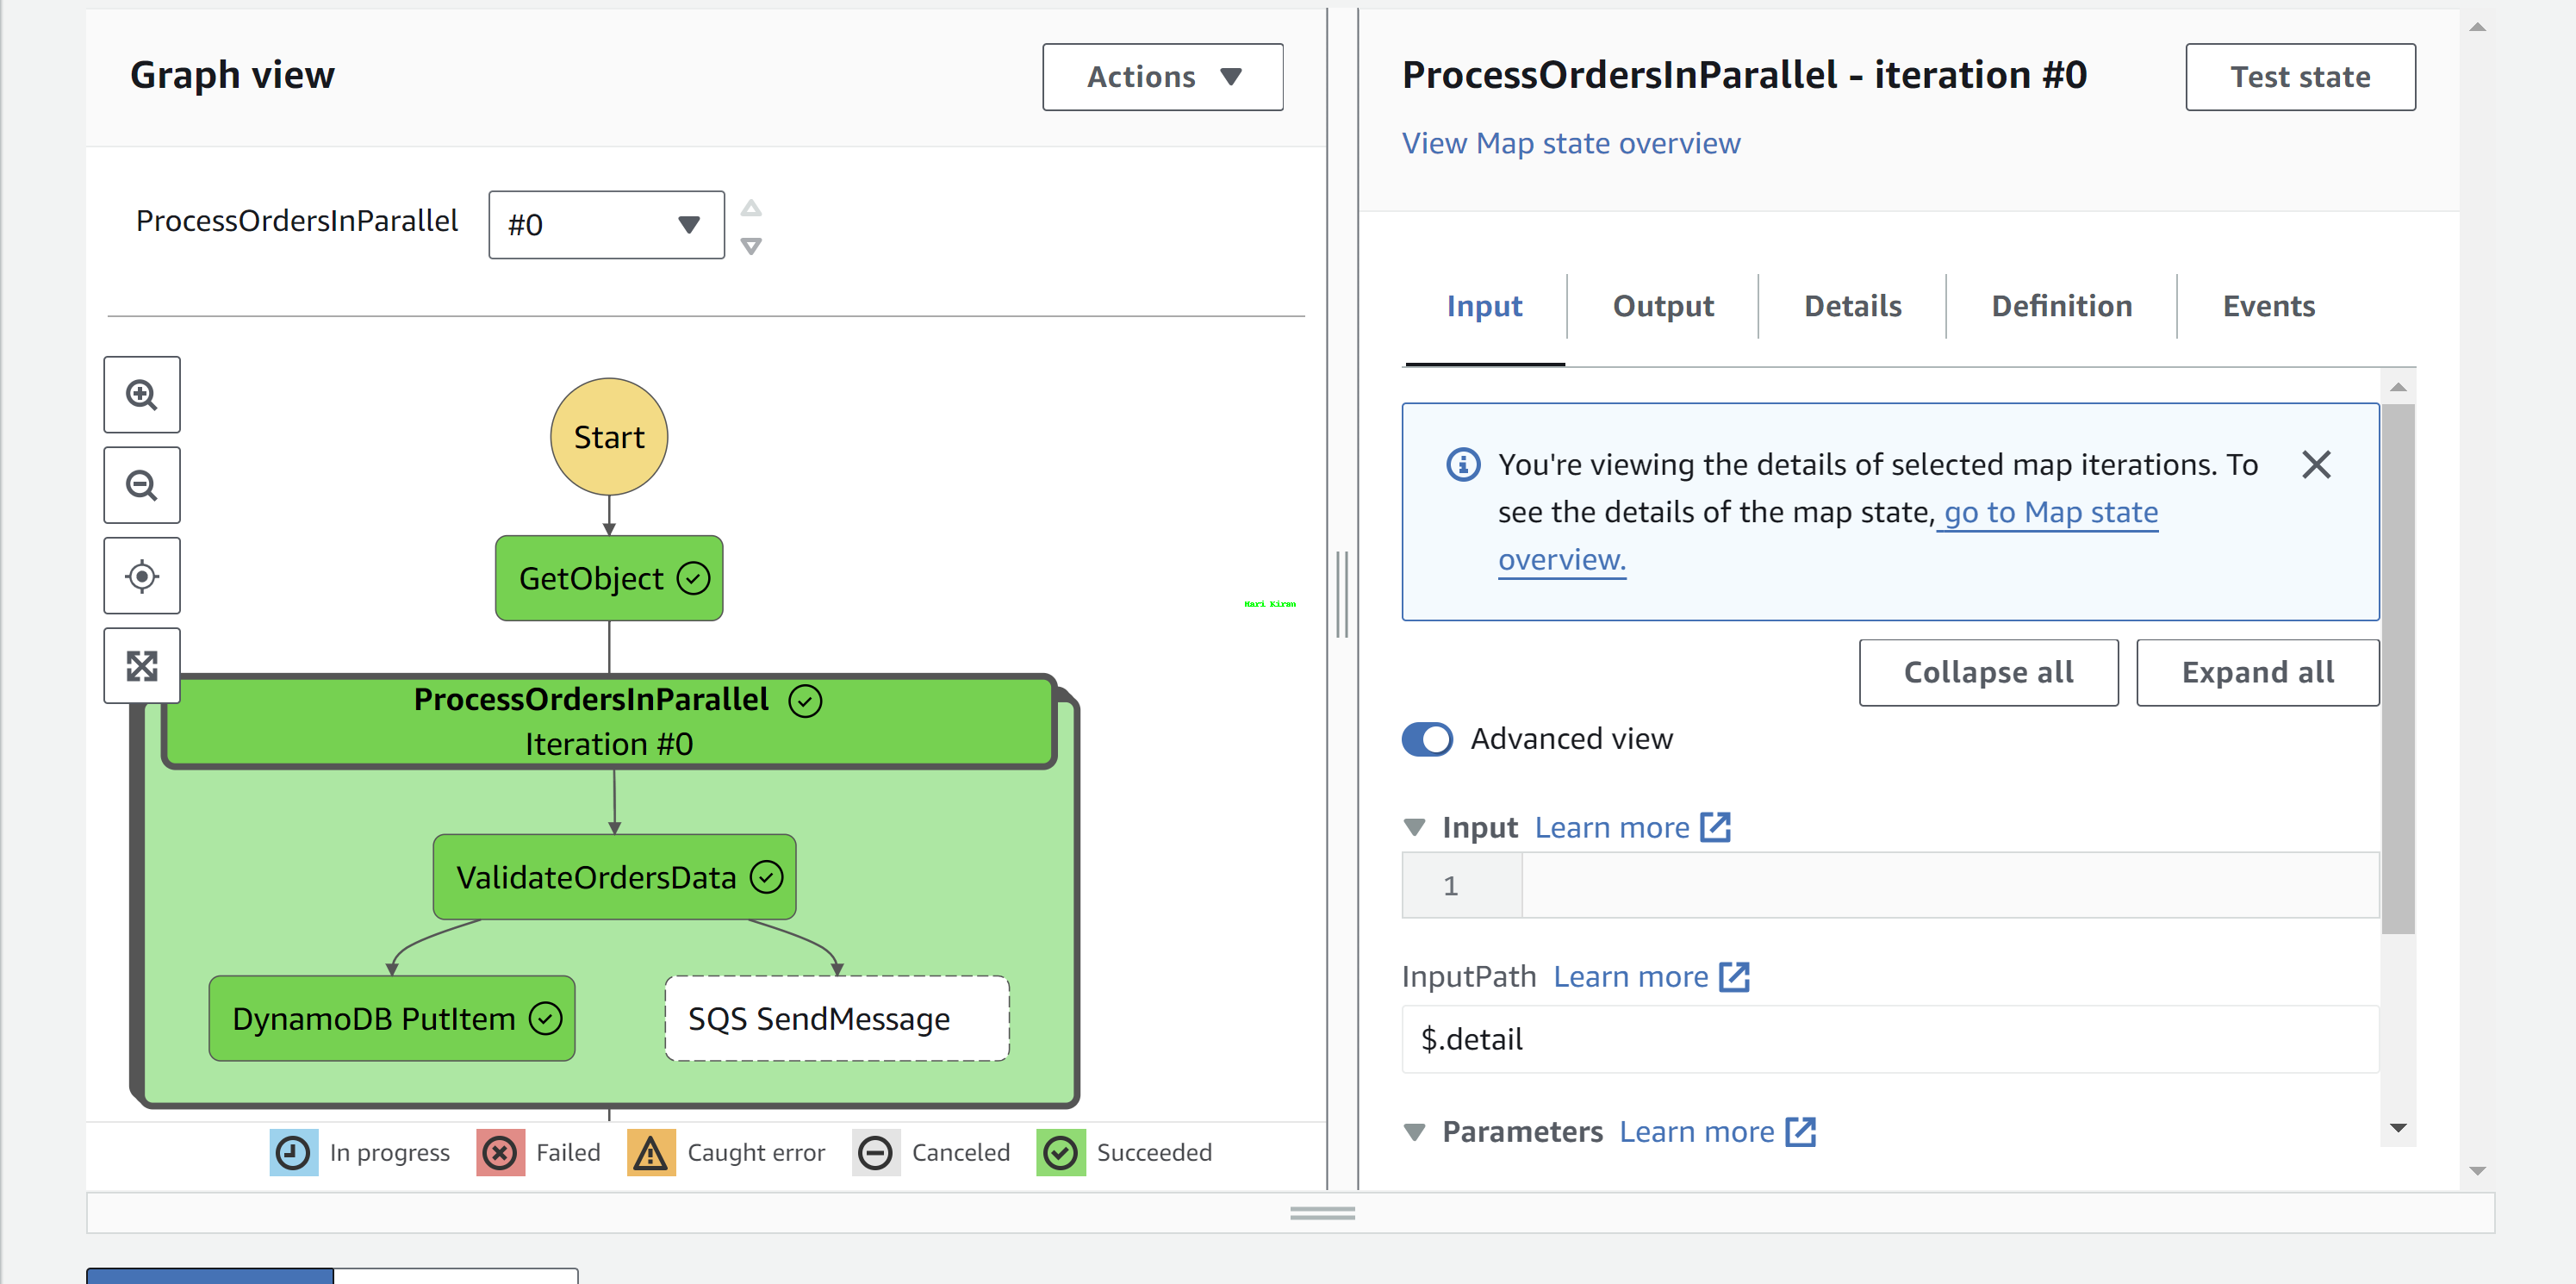 Graph view
Actions
ProcessOrdersInParallel
#0
Start
GetObject
ProcessOrdersInParallel
Iteration #0
ValidateOrdersData
DynamoDB PutItem
SQS SendMessage
In progress
Failed
Caught error
Canceled
Succeeded
ProcessOrdersInParallel - iteration #0
Test state
View Map state overview
Input
Output
Details
Definition
Events
You're viewing the details of selected map iterations. To
see the details of the map state, go to Map state
overview.
Collapse all
Expand all
Advanced view
Input Learn more
1
InputPath Learn more
$.detail
Parameters Learn more